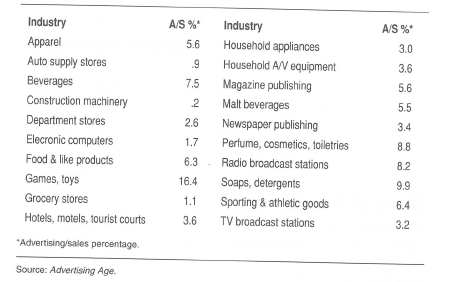 Industry A/S %* Industry A/S %*
Apparel 5.6 Household appliances 3.0
Auto supply stores .9 Household A/V equipment 3.6
Beverages 7.5 Magazine publishing 5.6
Construction machinery .2 Malt beverages 5.5
Department stores 2.6 Newspaper publishing 3.4
Elecronic computers 1.7 Perfume, cosmetics, toiletries 8.8
Food & like products 6.3 Radio broadcast stations 8.2
Games, toys 16.4 Soaps, detergents 9.9
Grocery stores 1.1 Sporting & athletic goods 6.4
Hotels, motels, tourist courts 3.6 TV broadcast stations 3.2
*Advertising/sales percentage.
Source: Advertising Age.